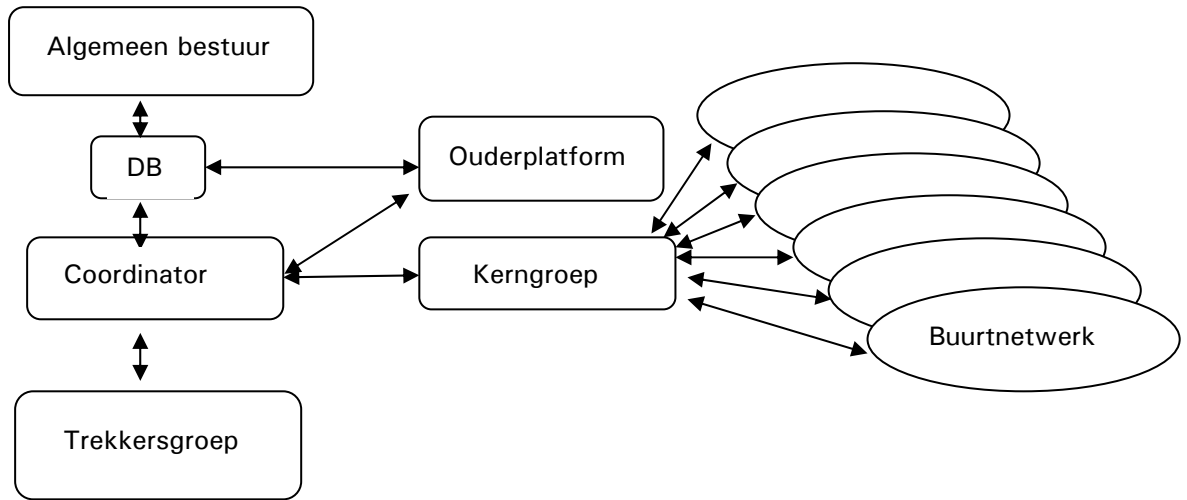 Algemeen bestuur
DB
Ouderplatform
Coordinator
Kerngroep
Buurtnetwerk
Trekkersgroep